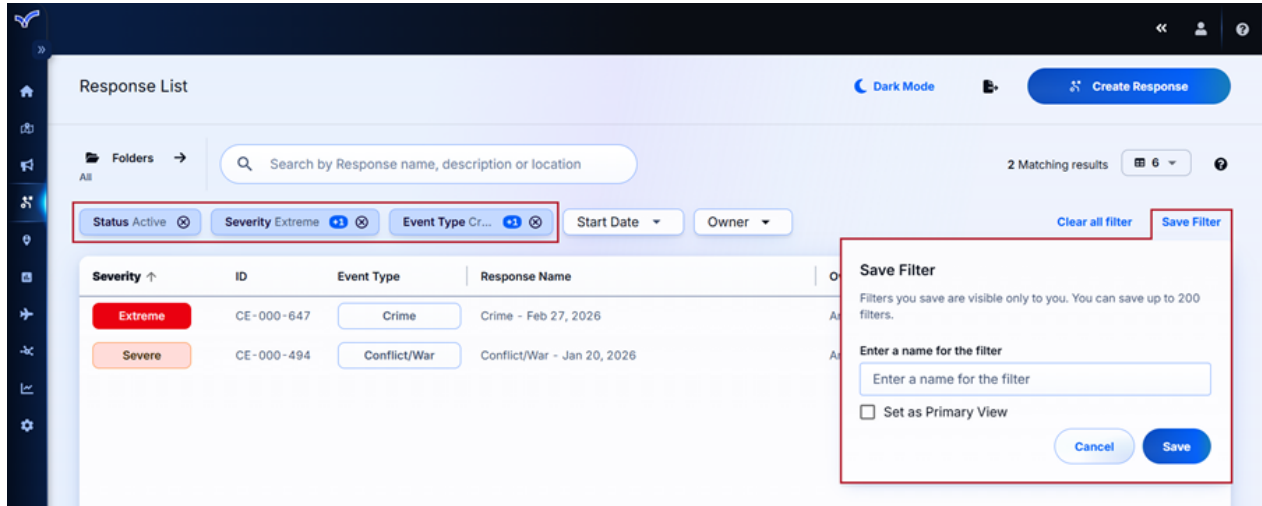 Response List
Dark Mode
Create Response
Folders
All
Search by Response name, description or location
2 Matching results
6
Status Active
Severity Extreme +1
Event Type Cr... +1
Start Date
Owner
Clear all filter
Save Filter
Severity
ID
Event Type
Response Name
Extreme
CE-000-647
Crime
Crime - Feb 27, 2026
Severe
CE-000-494
Conflict/War
Conflict/War - Jan 20, 2026
Save Filter
Filters you save are visible only to you. You can save up to 200
filters.
Enter a name for the filter
Enter a name for the filter
Set as Primary View
Cancel
Save